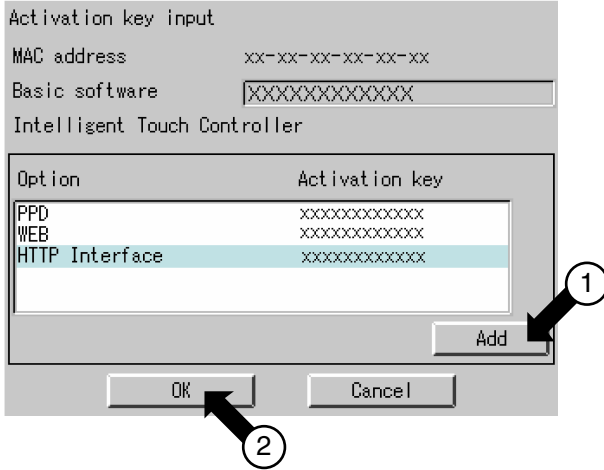 Activation key input
MAC address xx-xx-xx-xx-xx-xx
Basic software XXXXXXXXXXXX
Intelligent Touch Controller
Option Activation key
PPD xxxxxxxxxxxx
WEB xxxxxxxxxxxx
HTTP Interface xxxxxxxxxxxx
1
Add
OK Cancel
2